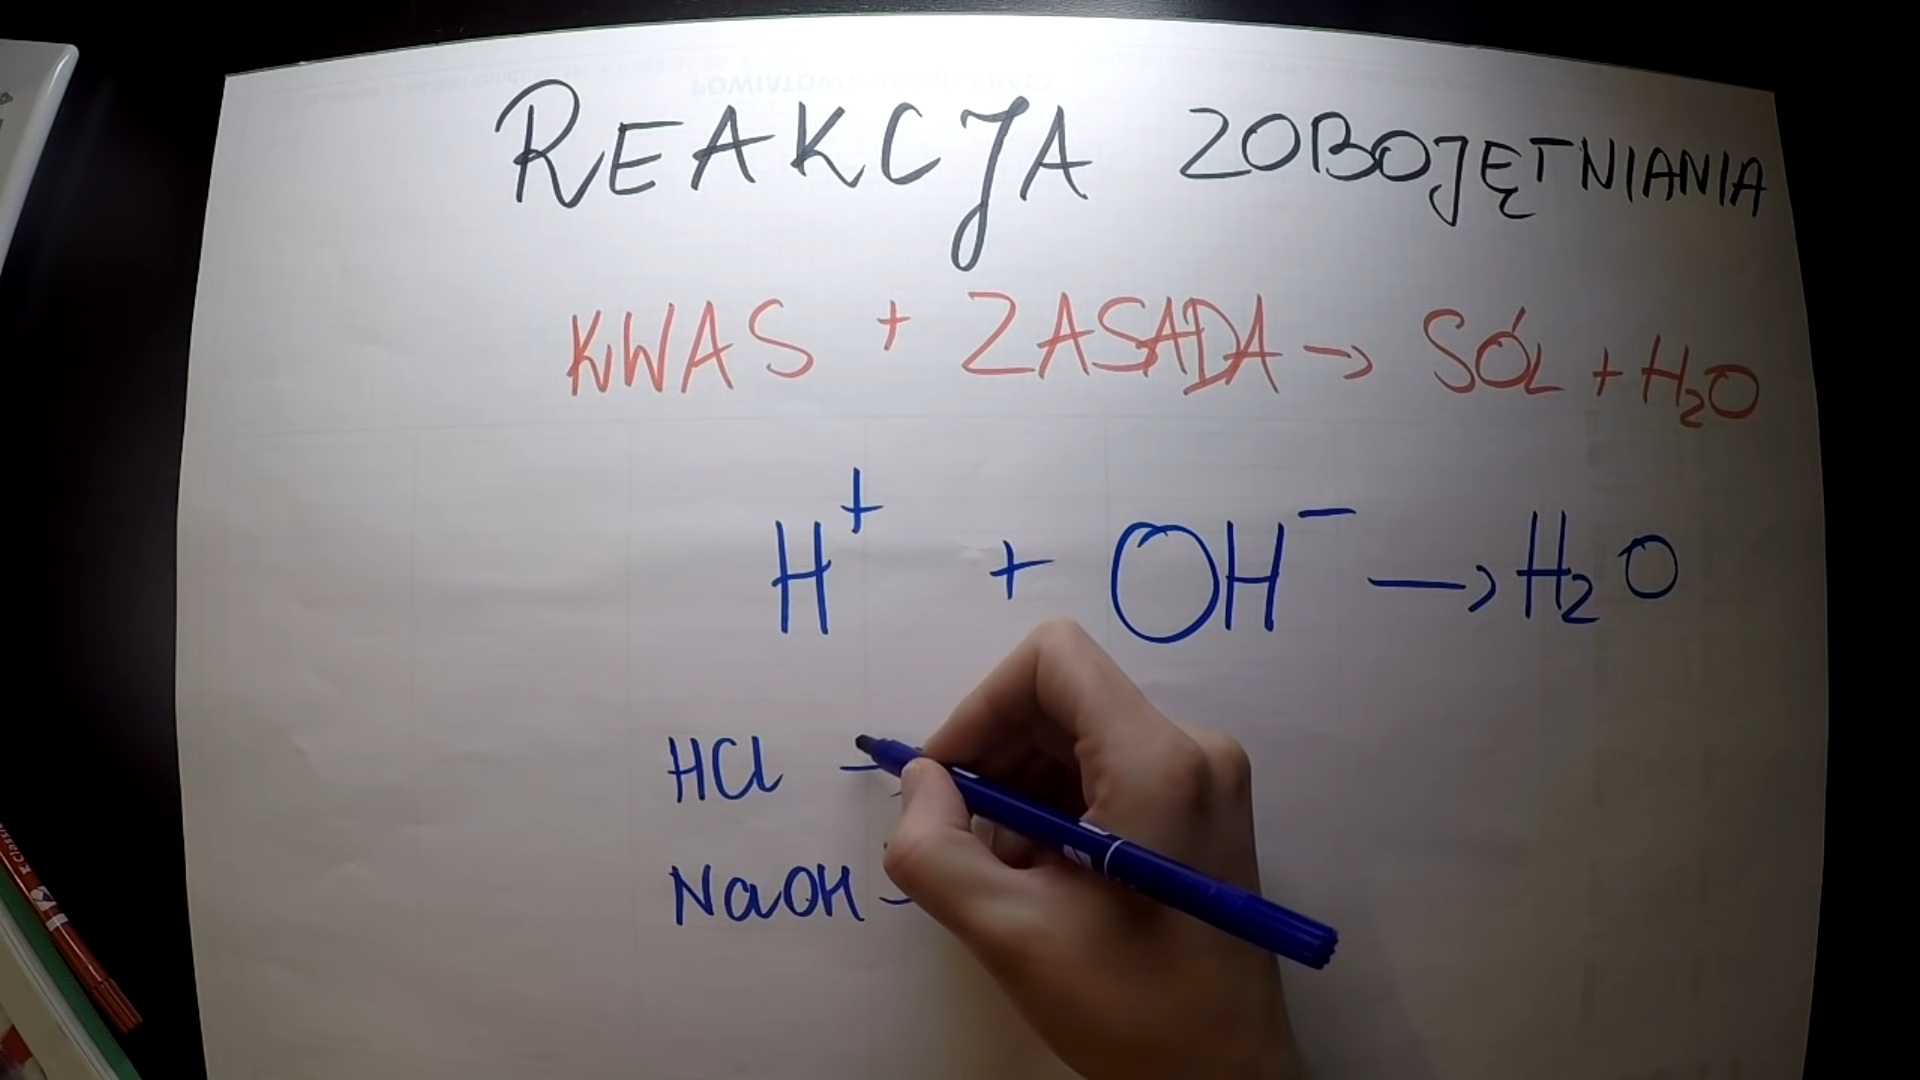 REAKCJA ZOBOJĘTNIANIA
KWAS + ZASADA → SÓL + H₂O
H⁺ + OH⁻ → H₂O
HCl →
NaOH →